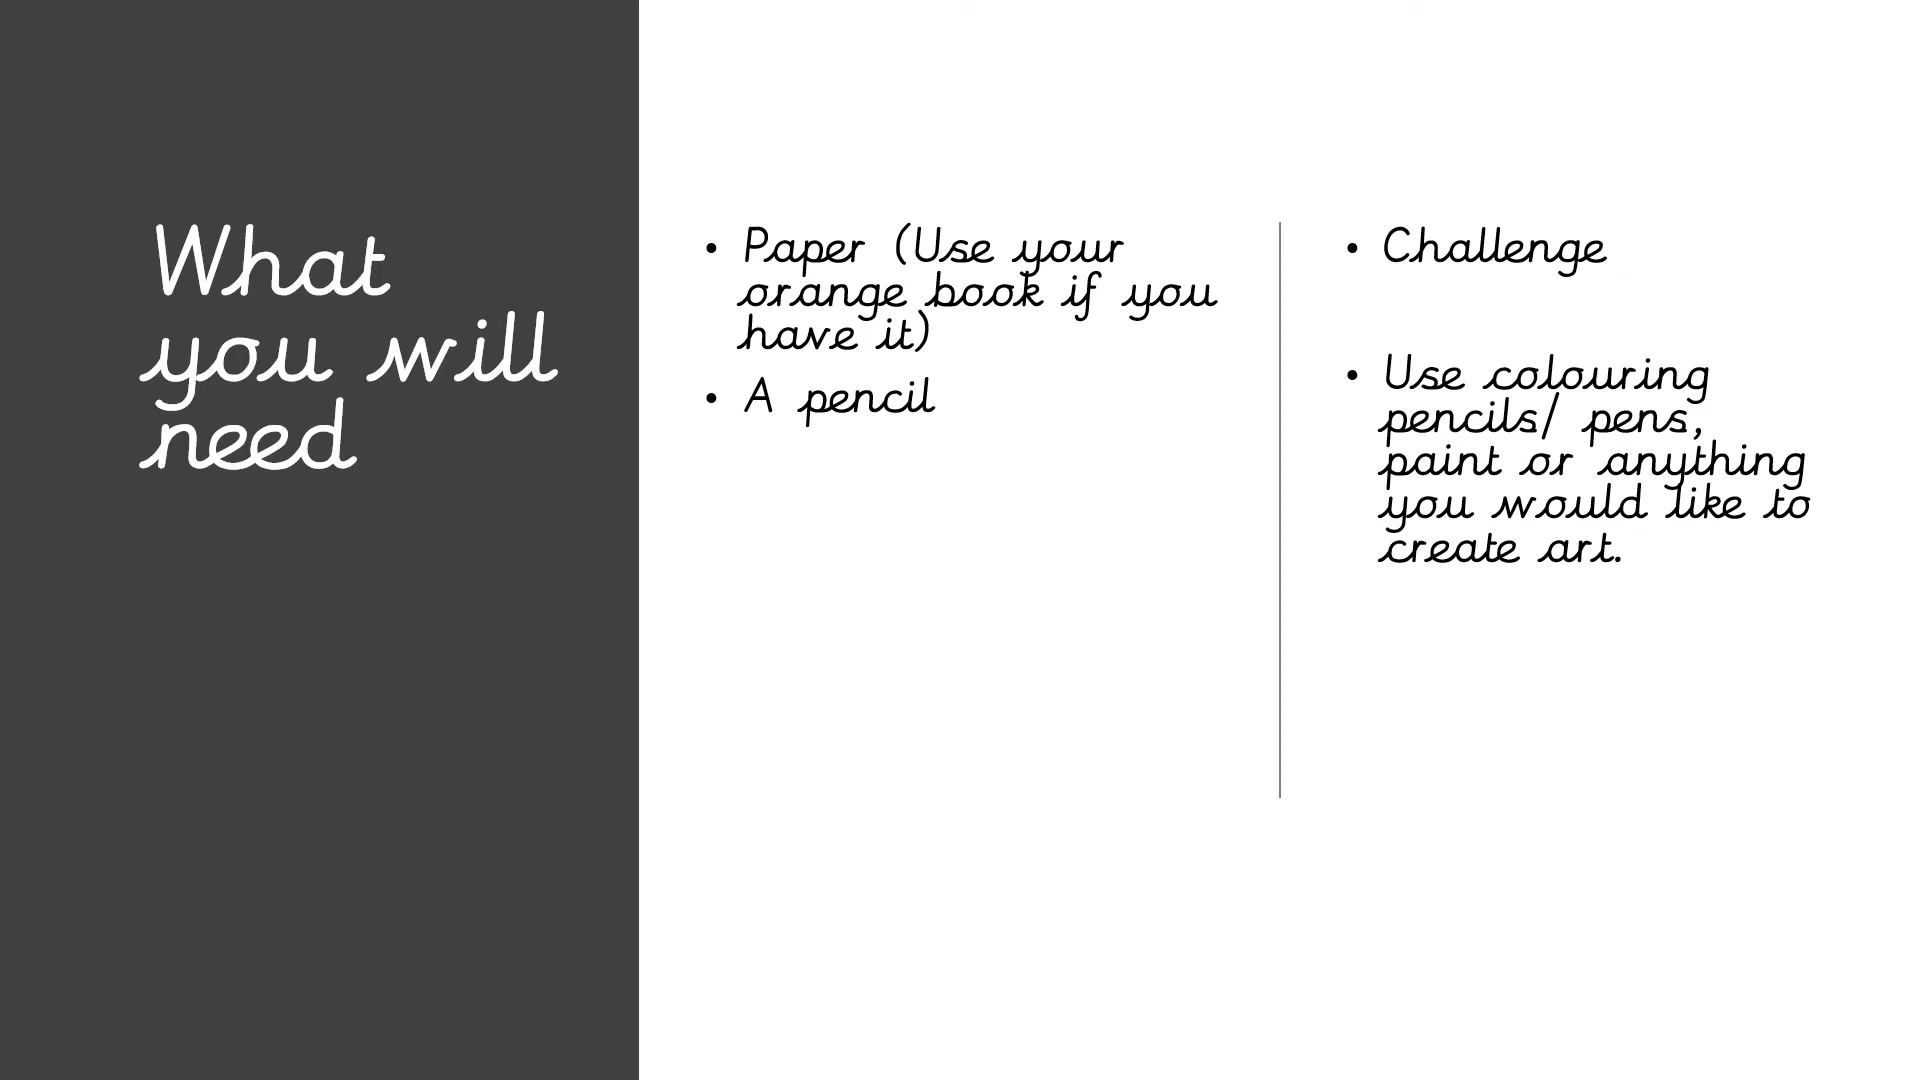 What
you will
need
• Paper (Use your
orange book if you
have it)
• A pencil
• Challenge
• Use colouring
pencils/ pens,
paint or anything
you would like to
create art.